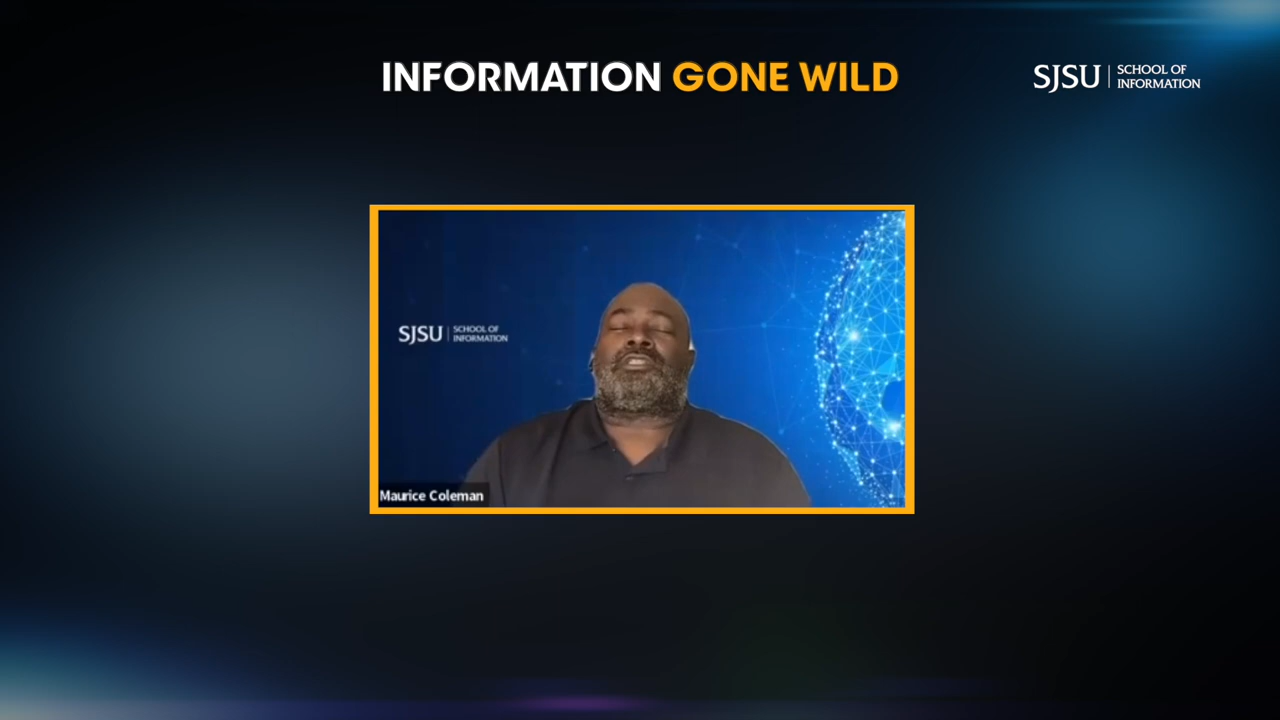 INFORMATION GONE WILD
SJSU
SCHOOL OF
INFORMATION
SJSU
SCHOOL OF
INFORMATION
Maurice Coleman